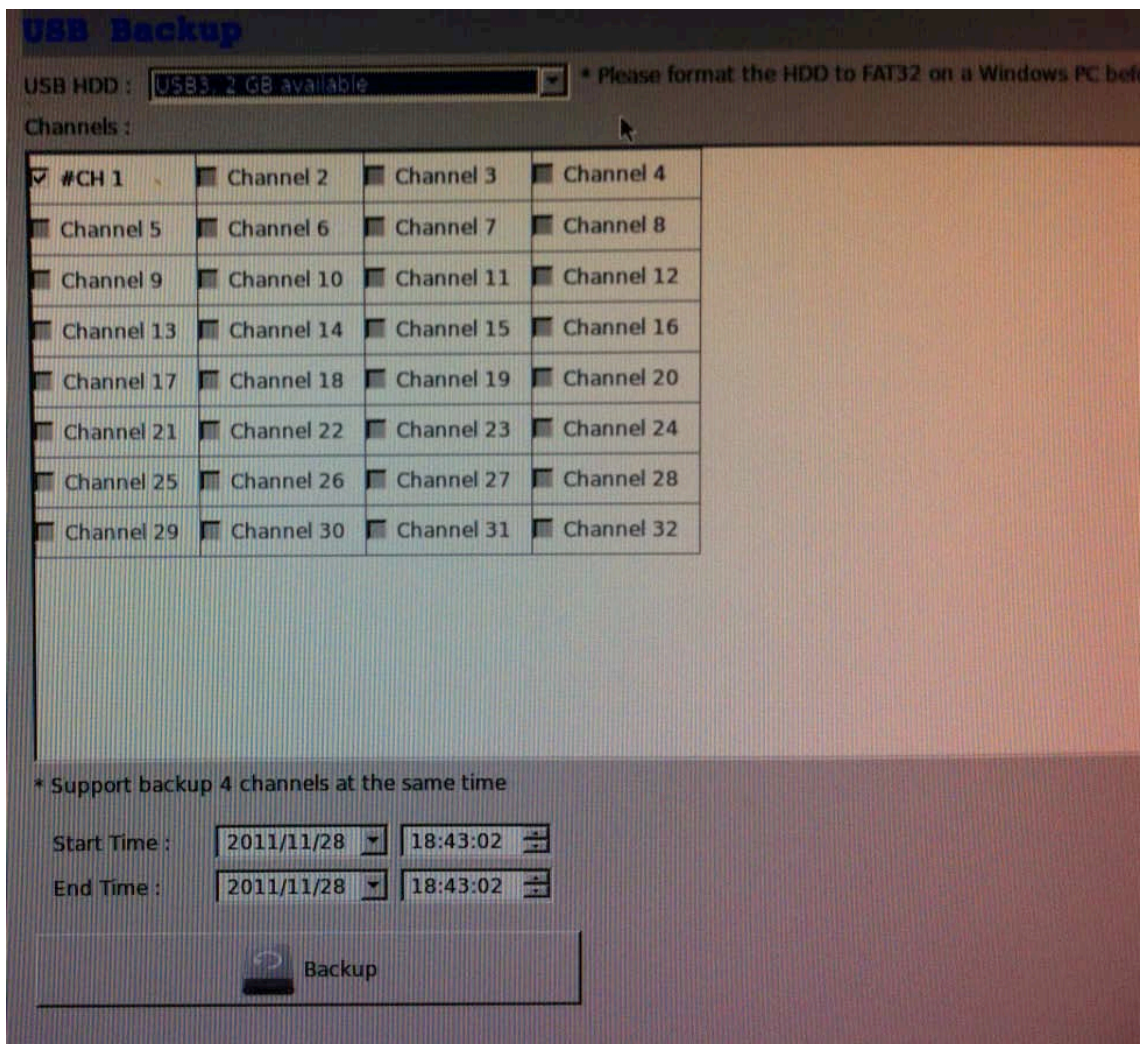 USB Backup
USB HDD : USB3, 2 GB available * Please format the HDD to FAT32 on a Windows PC
Channels :
#CH 1 Channel 2 Channel 3 Channel 4
Channel 5 Channel 6 Channel 7 Channel 8
Channel 9 Channel 10 Channel 11 Channel 12
Channel 13 Channel 14 Channel 15 Channel 16
Channel 17 Channel 18 Channel 19 Channel 20
Channel 21 Channel 22 Channel 23 Channel 24
Channel 25 Channel 26 Channel 27 Channel 28
Channel 29 Channel 30 Channel 31 Channel 32
* Support backup 4 channels at the same time
Start Time : 2011/11/28 18:43:02
End Time : 2011/11/28 18:43:02
Backup